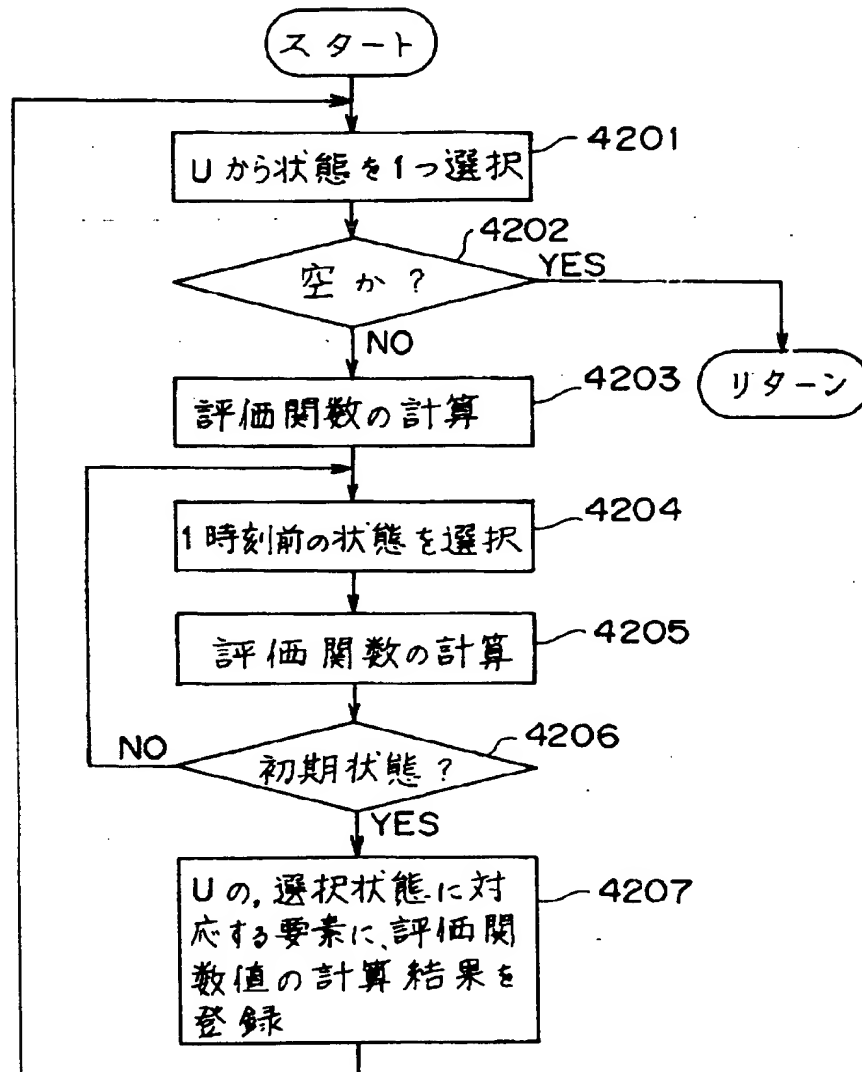 スタート
4201
Uから状態を1つ選択
4202
空か?
YES
NO
4203
評価関数の計算
リターン
4204
1時刻前の状態を選択
4205
評価関数の計算
4206
NO
初期状態?
YES
4207
Uの,選択状態に対
応する要素に,評価関
数値の計算結果を
登録